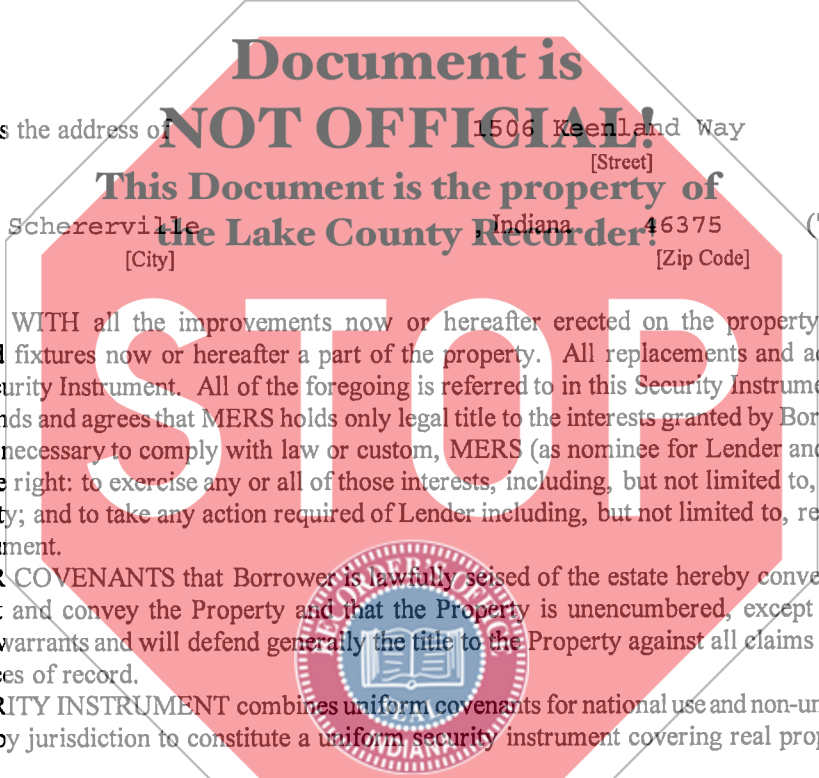 Document is
NOT OFFICIAL!
s the address of 1506 Keenland Way
[Street]
This Document is the property of
Schererville , Indiana 46375 ("
the Lake County Recorder!
[City] [Zip Code]
STOP
WITH all the improvements now or hereafter erected on the property
d fixtures now or hereafter a part of the property. All replacements and ad
curity Instrument. All of the foregoing is referred to in this Security Instrume
nds and agrees that MERS holds only legal title to the interests granted by Bor
necessary to comply with law or custom, MERS (as nominee for Lender and
e right: to exercise any or all of those interests, including, but not limited to,
ty; and to take any action required of Lender including, but not limited to, re
ument.
R COVENANTS that Borrower is lawfully seised of the estate hereby conve
t and convey the Property and that the Property is unencumbered, except
warrants and will defend generally the title to the Property against all claims
ces of record.
RITY INSTRUMENT combines uniform covenants for national use and non-un
by jurisdiction to constitute a uniform security instrument covering real prop
RECORDER'S OFFICE
SEAL
INDIANA